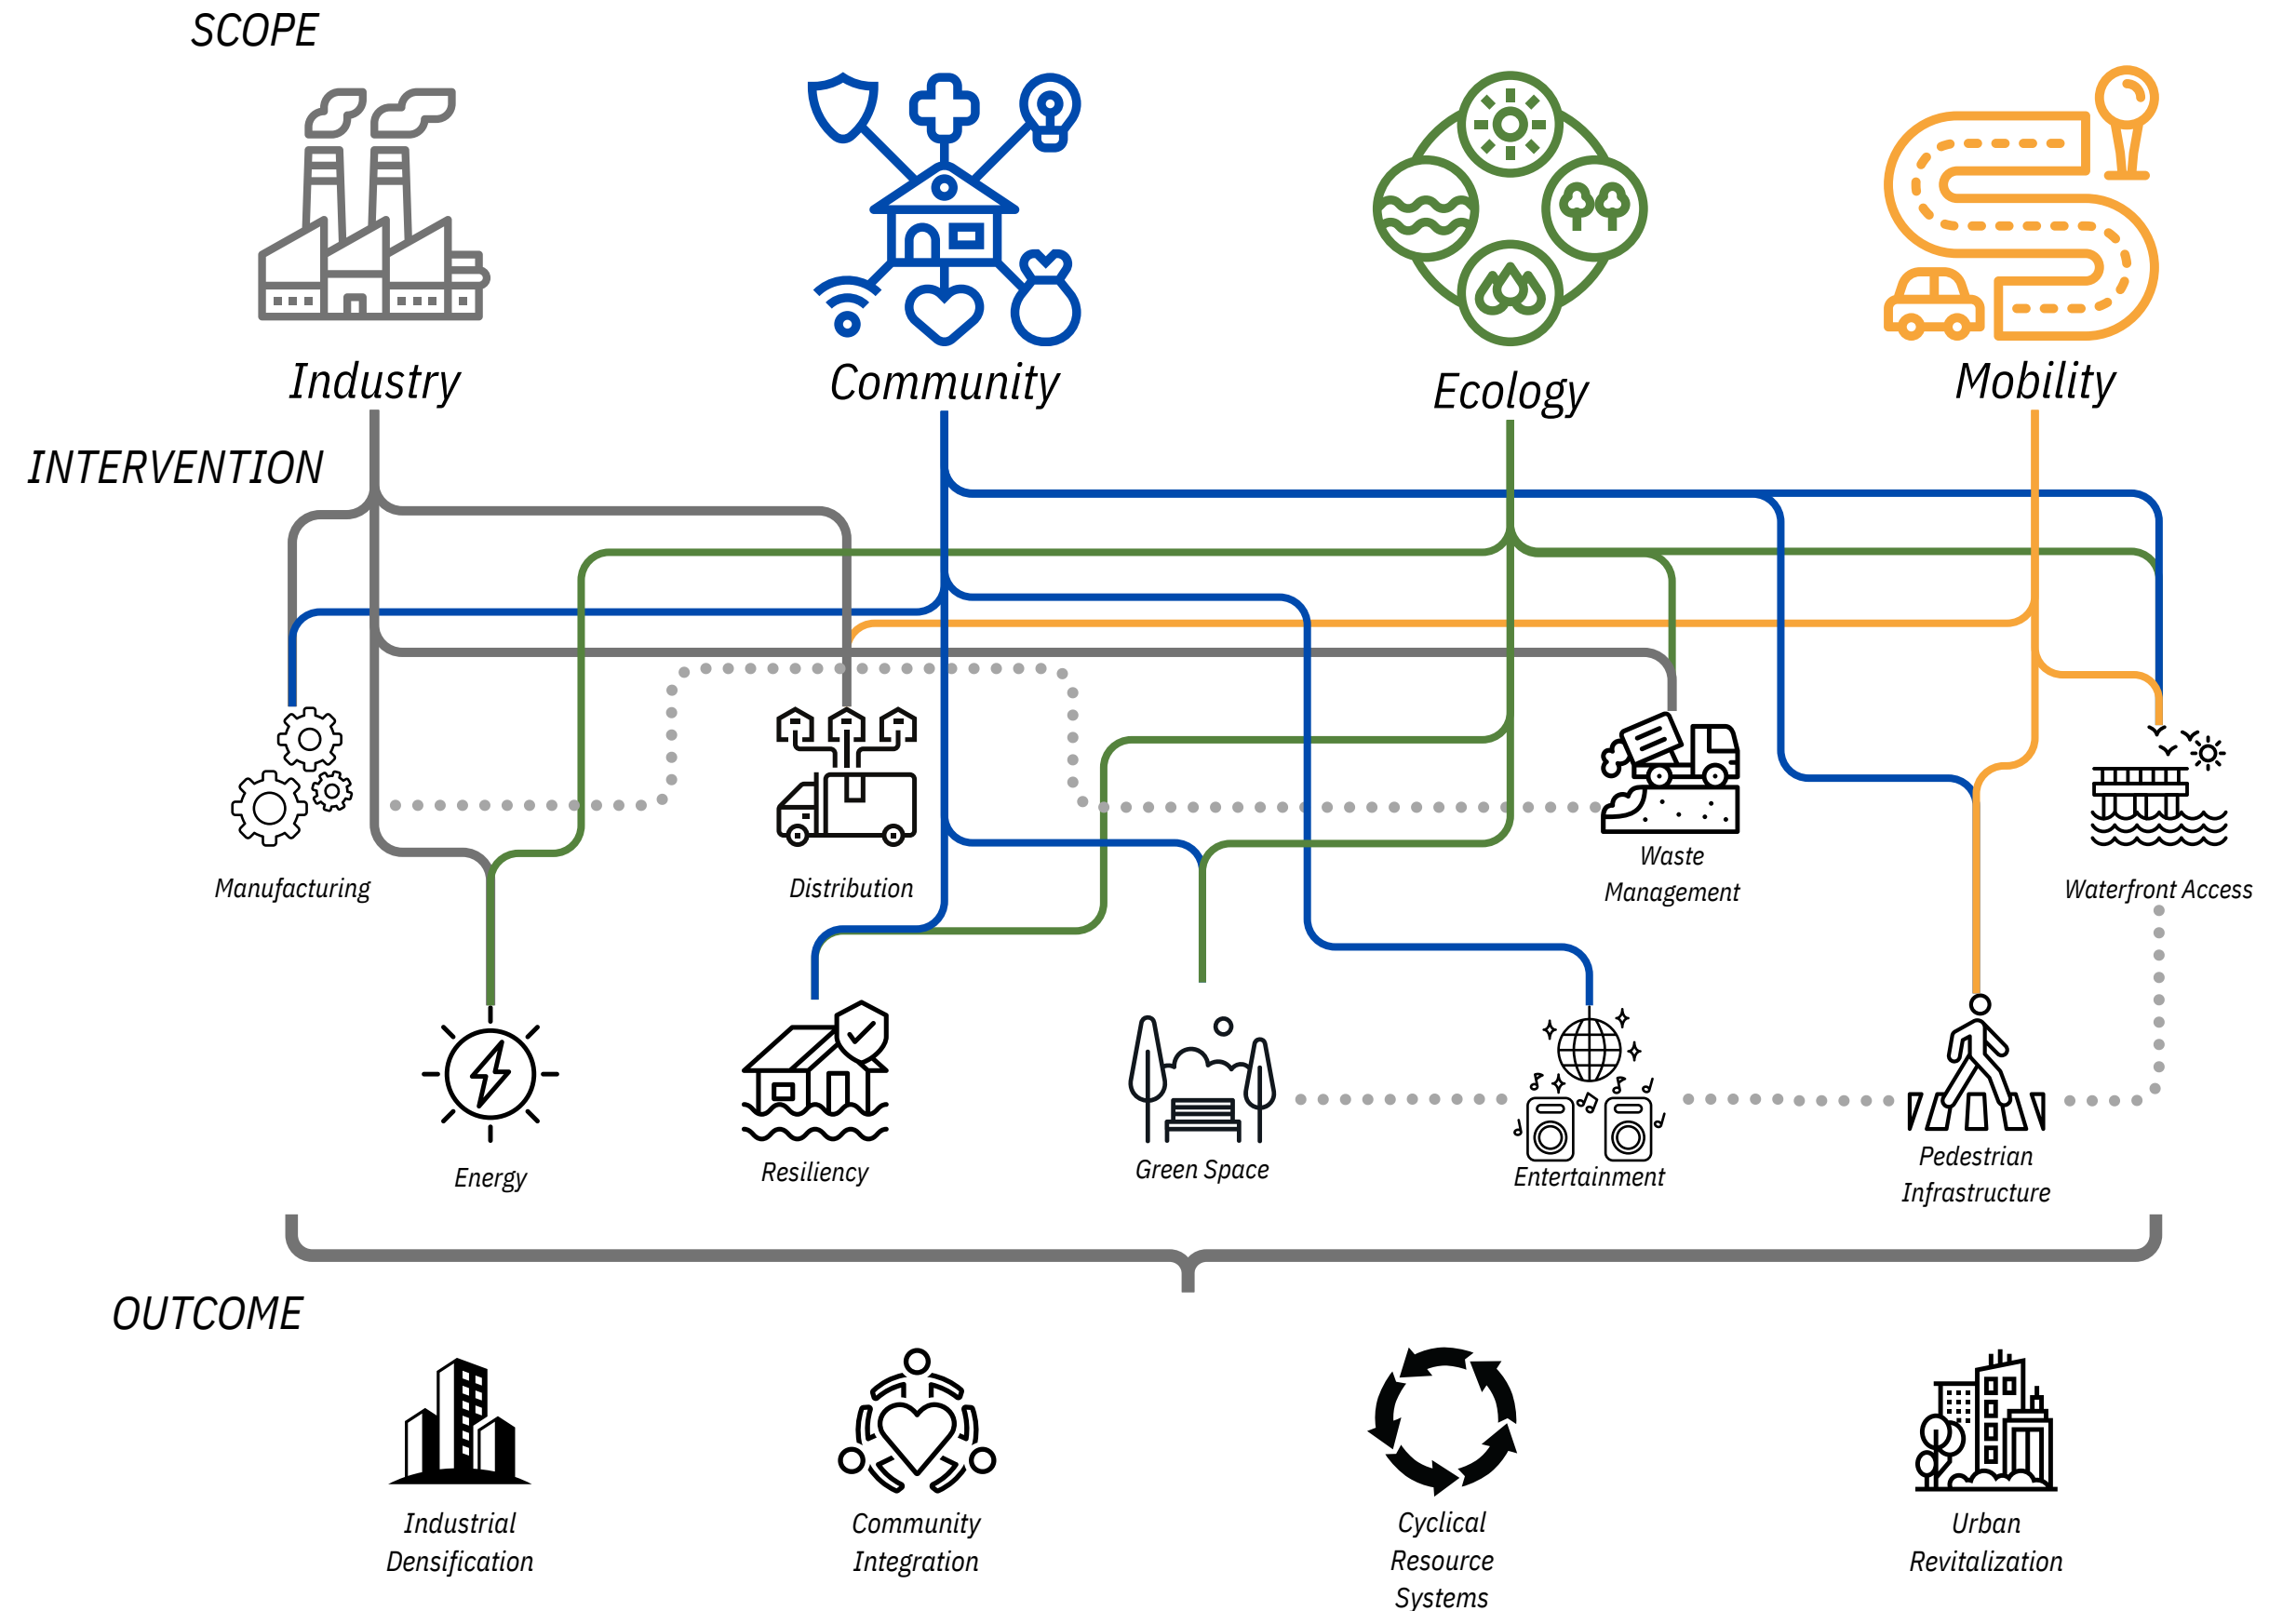 SCOPE
Industry
Community
Ecology
Mobility
INTERVENTION
Manufacturing
Distribution
Waste
Management
Waterfront Access
Energy
Resiliency
Green Space
Entertainment
Pedestrian
Infrastructure
OUTCOME
Industrial
Densification
Community
Integration
Cyclical
Resource
Systems
Urban
Revitalization